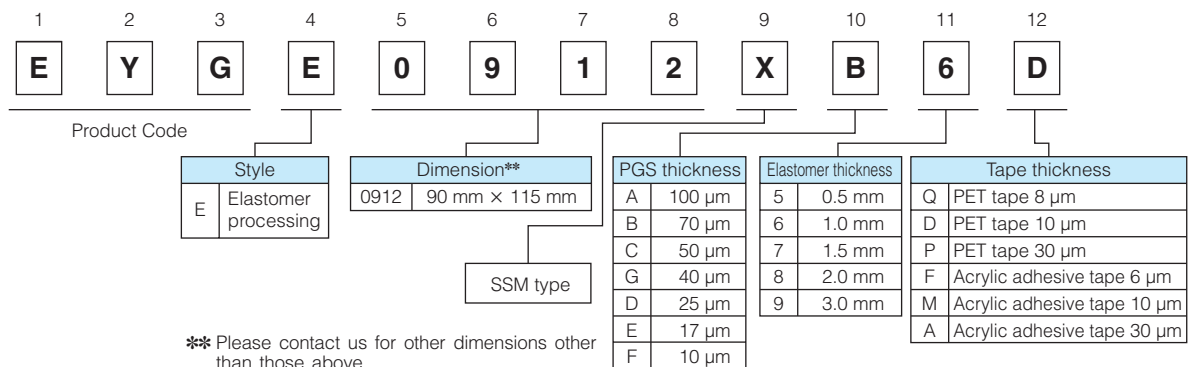 1 2 3 4 5 6 7 8 9 10 11 12
E Y G E 0 9 1 2 X B 6 D
Product Code
Style
E Elastomer processing
Dimension**
0912 90 mm × 115 mm
SSM type
PGS thickness
A 100 μm
B 70 μm
C 50 μm
G 40 μm
D 25 μm
E 17 μm
F 10 μm
Elastomer thickness
5 0.5 mm
6 1.0 mm
7 1.5 mm
8 2.0 mm
9 3.0 mm
Tape thickness
Q PET tape 8 μm
D PET tape 10 μm
P PET tape 30 μm
F Acrylic adhesive tape 6 μm
M Acrylic adhesive tape 10 μm
A Acrylic adhesive tape 30 μm
** Please contact us for other dimensions other
than those above